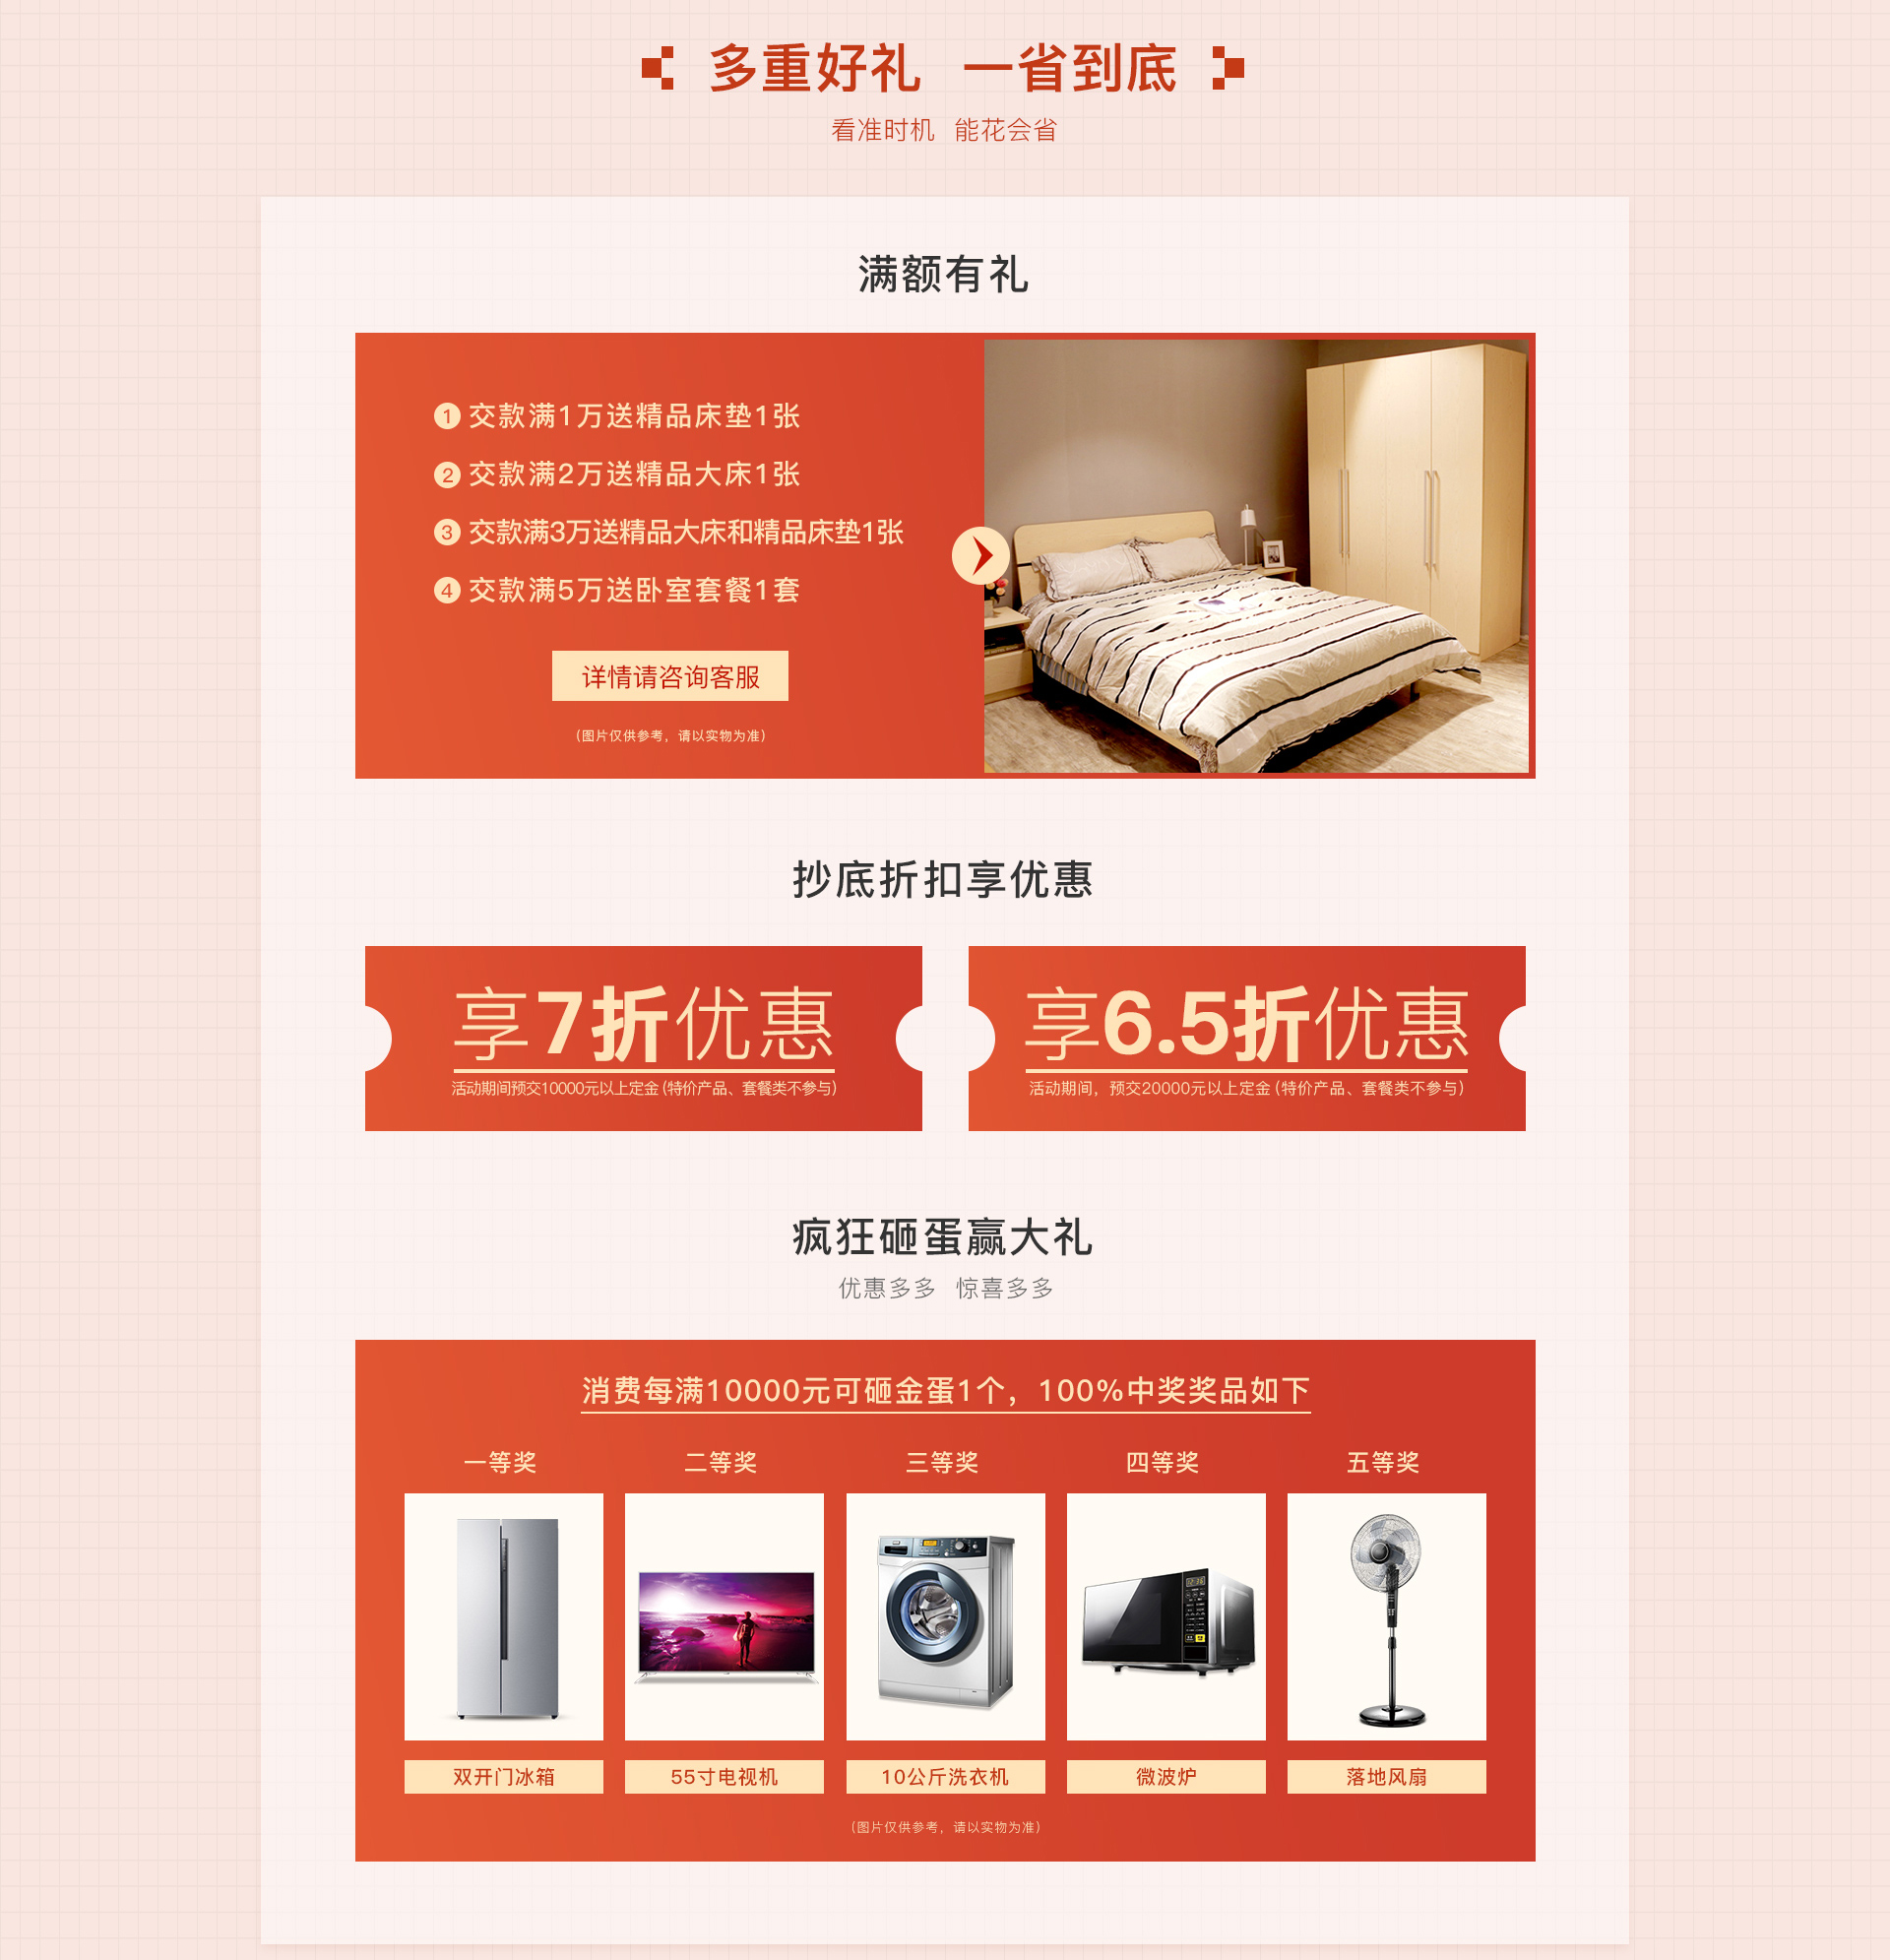 多重好礼 一省到底
看准时机 能花会省
满额有礼
1 交款满1万送精品床垫1张
2 交款满2万送精品大床1张
3 交款满3万送精品大床和精品床垫1张
4 交款满5万送卧室套餐1套
详情请咨询客服
(图片仅供参考，请以实物为准)
抄底折扣享优惠
享7折优惠
活动期间预交10000元以上定金(特价产品、套餐类不参与)
享6.5折优惠
活动期间，预交20000元以上定金(特价产品、套餐类不参与)
疯狂砸蛋赢大礼
优惠多多 惊喜多多
消费每满10000元可砸金蛋1个，100%中奖奖品如下
一等奖
二等奖
三等奖
四等奖
五等奖
双开门冰箱
55寸电视机
10公斤洗衣机
微波炉
落地风扇
(图片仅供参考，请以实物为准)